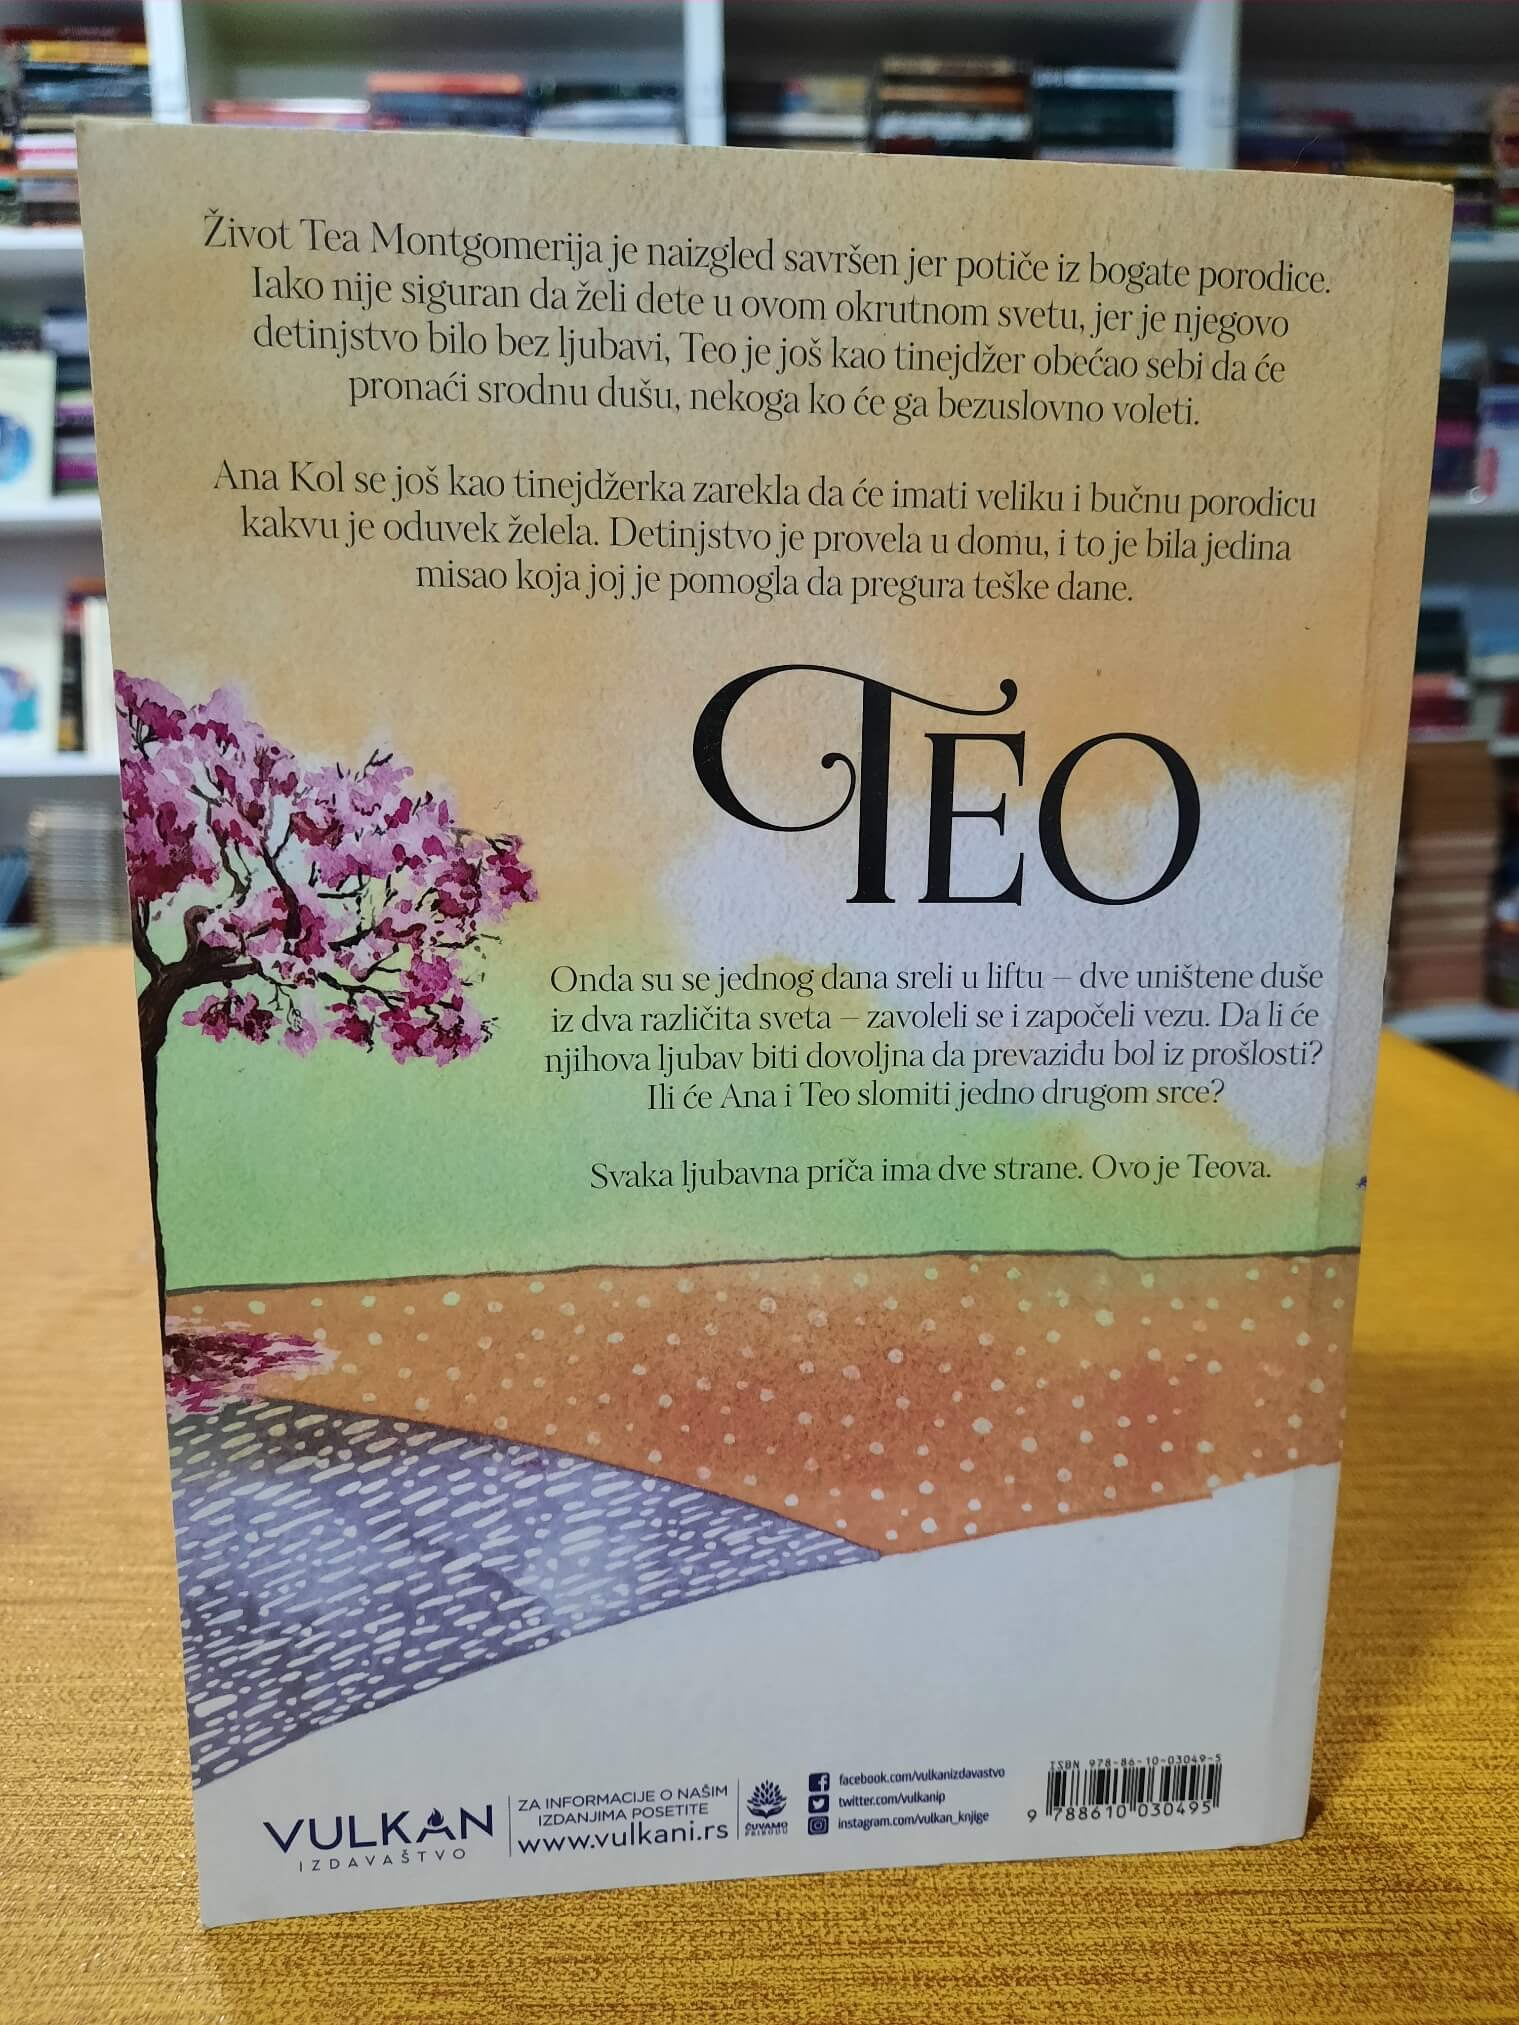 Život Tea Montgomerija je naizgled savršen jer potiče iz bogate porodice.
Iako nije siguran da želi dete u ovom okrutnom svetu, jer je njegovo
detinjstvo bilo bez ljubavi, Teo je još kao tinejdžer obećao sebi da će
pronaći srodnu dušu, nekoga ko će ga bezuslovno voleti.
Ana Kol se još kao tinejdžerka zarekla da će imati veliku i bučnu porodicu
kakvu je oduvek želela. Detinjstvo je provela u domu, i to je bila jedina
misao koja joj je pomogla da pregura teške dane.
TEO
Onda su se jednog dana sreli u liftu – dve uništene duše
iz dva različita sveta – zavoleli se i započeli vezu. Da li će
njihova ljubav biti dovoljna da prevaziđu bol iz prošlosti?
Ili će Ana i Teo slomiti jedno drugom srce?
Svaka ljubavna priča ima dve strane. Ovo je Teova.
VULKAN
IZDAVAŠTVO
ZA INFORMACIJE O NAŠIM
IZDANJIMA POSETITE
www.vulkani.rs
ČUVAMO
PRIRODU
facebook.com/vulkanizdavastvo
twitter.com/vulkanip
instagram.com/vulkan_knjige
ISBN 978-86-10-03049-5
9 788610 030495